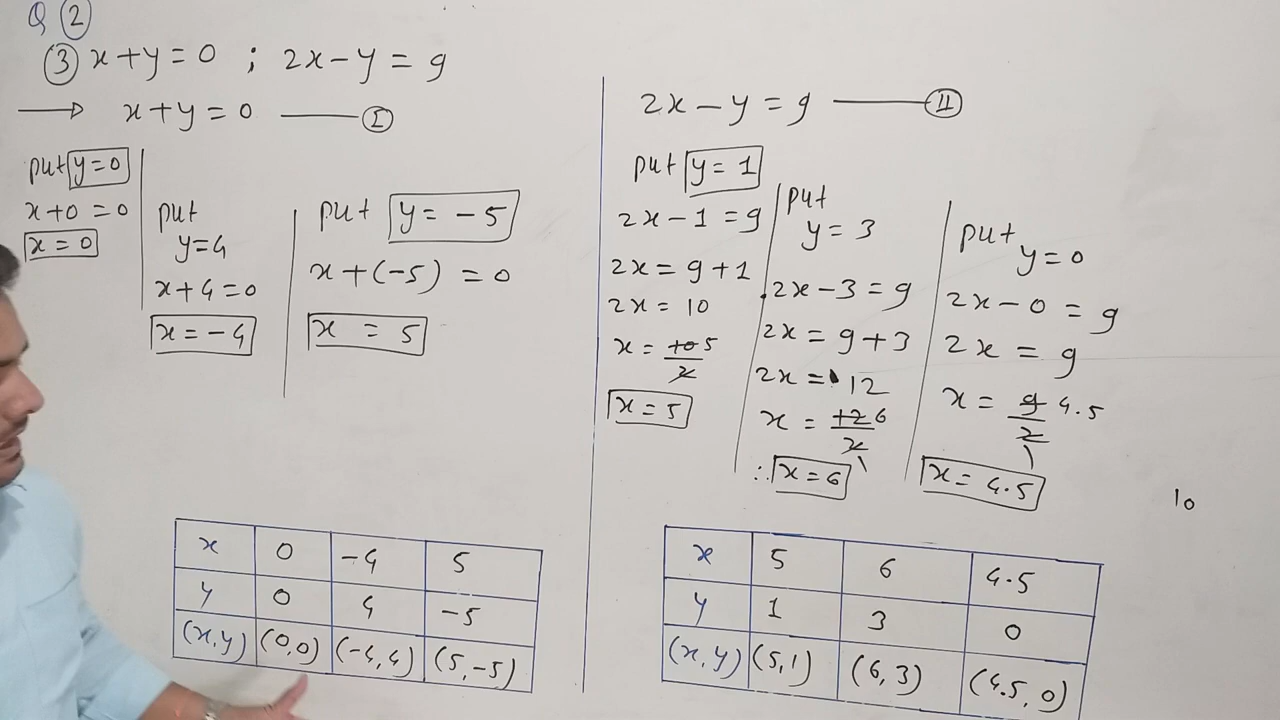 Q ②
③ x+y=0 ; 2x-y=9
→ x+y=0 —— Ⅰ
put y=0
x+0=0
x=0
put
y=4
x+4=0
x=-4
put y=-5
x+(-5)=0
x = 5
x 0 -4 5
y 0 4 -5
(x,y) (0,0) (-4,4) (5,-5)
2x-y=9 —— Ⅱ
put y=1
2x-1=9
2x=9+1
2x=10
x=10/2 5
x=5
put
y=3
2x-3=9
2x=9+3
2x=12
x=12/2 6
∴ x=6
put
y=0
2x-0=9
2x=9
x=9/2 4.5
x=4.5
10
x 5 6 4.5
y 1 3 0
(x,y) (5,1) (6,3) (4.5,0)